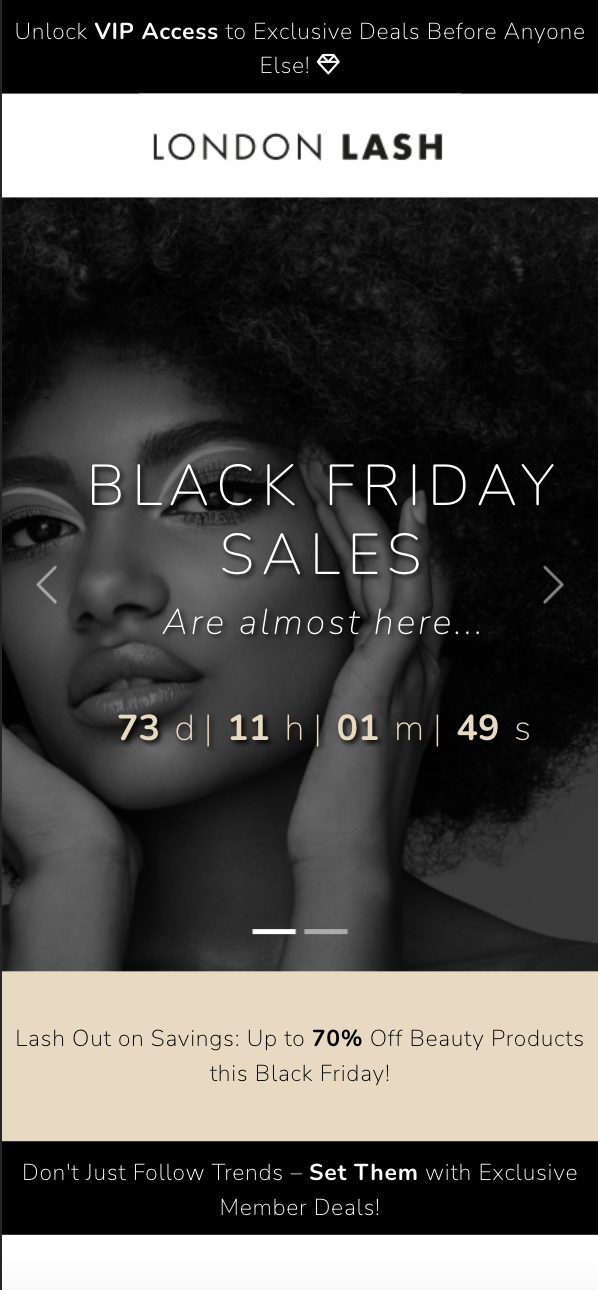 Unlock VIP Access to Exclusive Deals Before Anyone
Else!
LONDON LASH
BLACK FRIDAY
SALES
Are almost here...
73 d | 11 h | 01 m | 49 s
Lash Out on Savings: Up to 70% Off Beauty Products
this Black Friday!
Don't Just Follow Trends – Set Them with Exclusive
Member Deals!